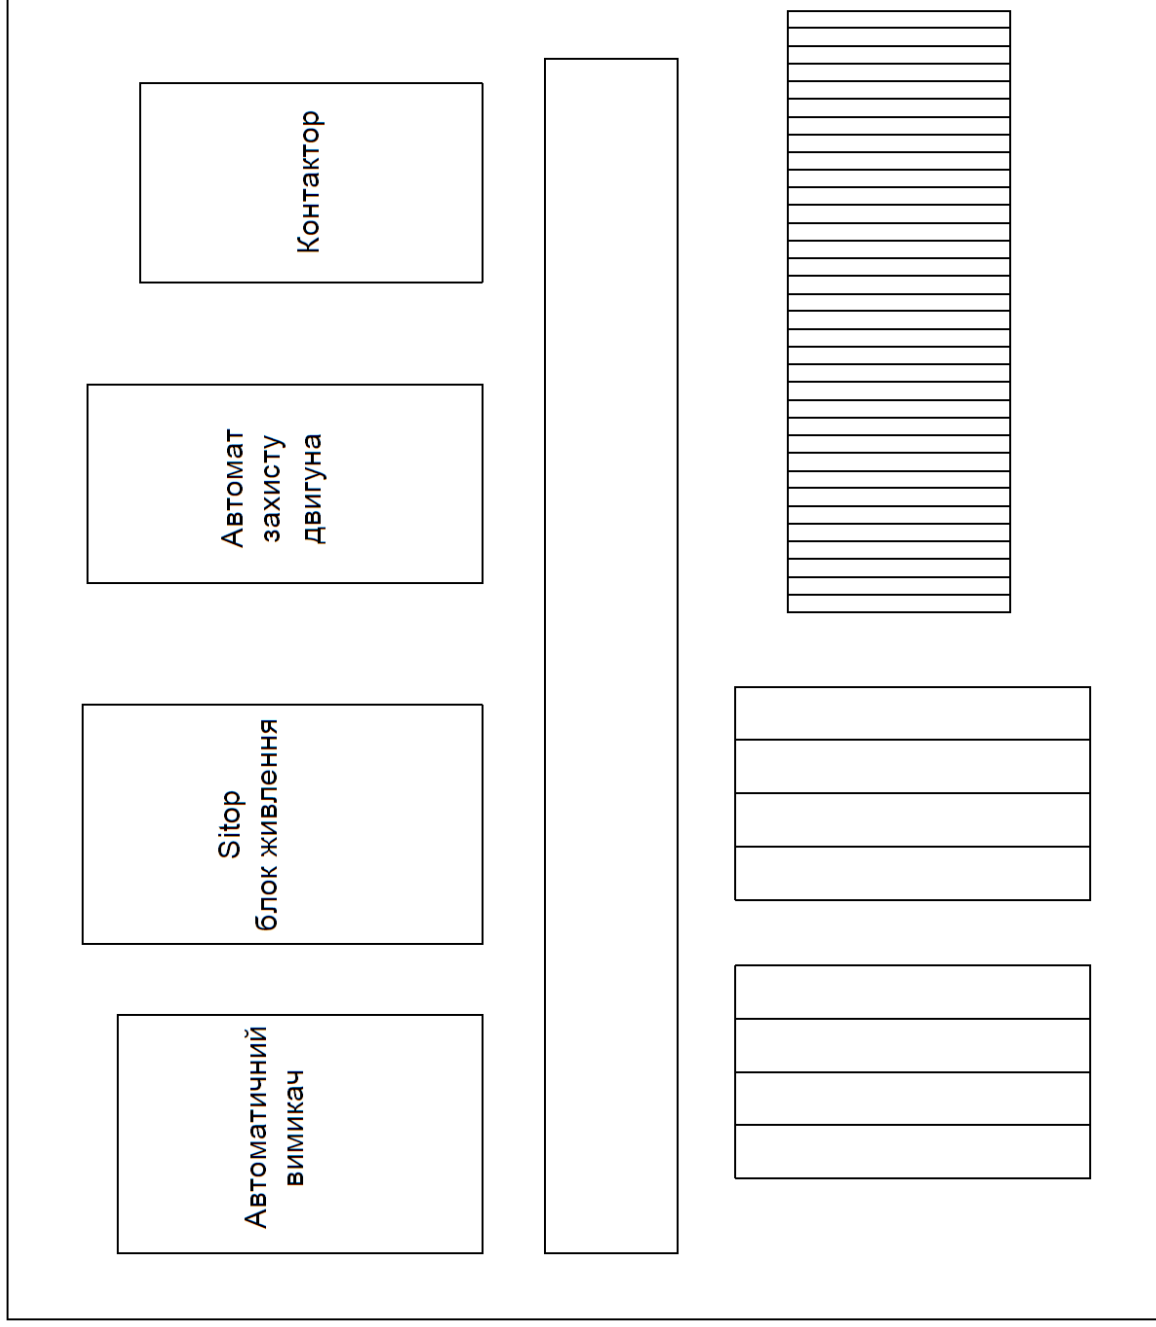 Контактор
Автомат
захисту
двигуна
Sitop
блок живлення
Автоматичний
вимикач